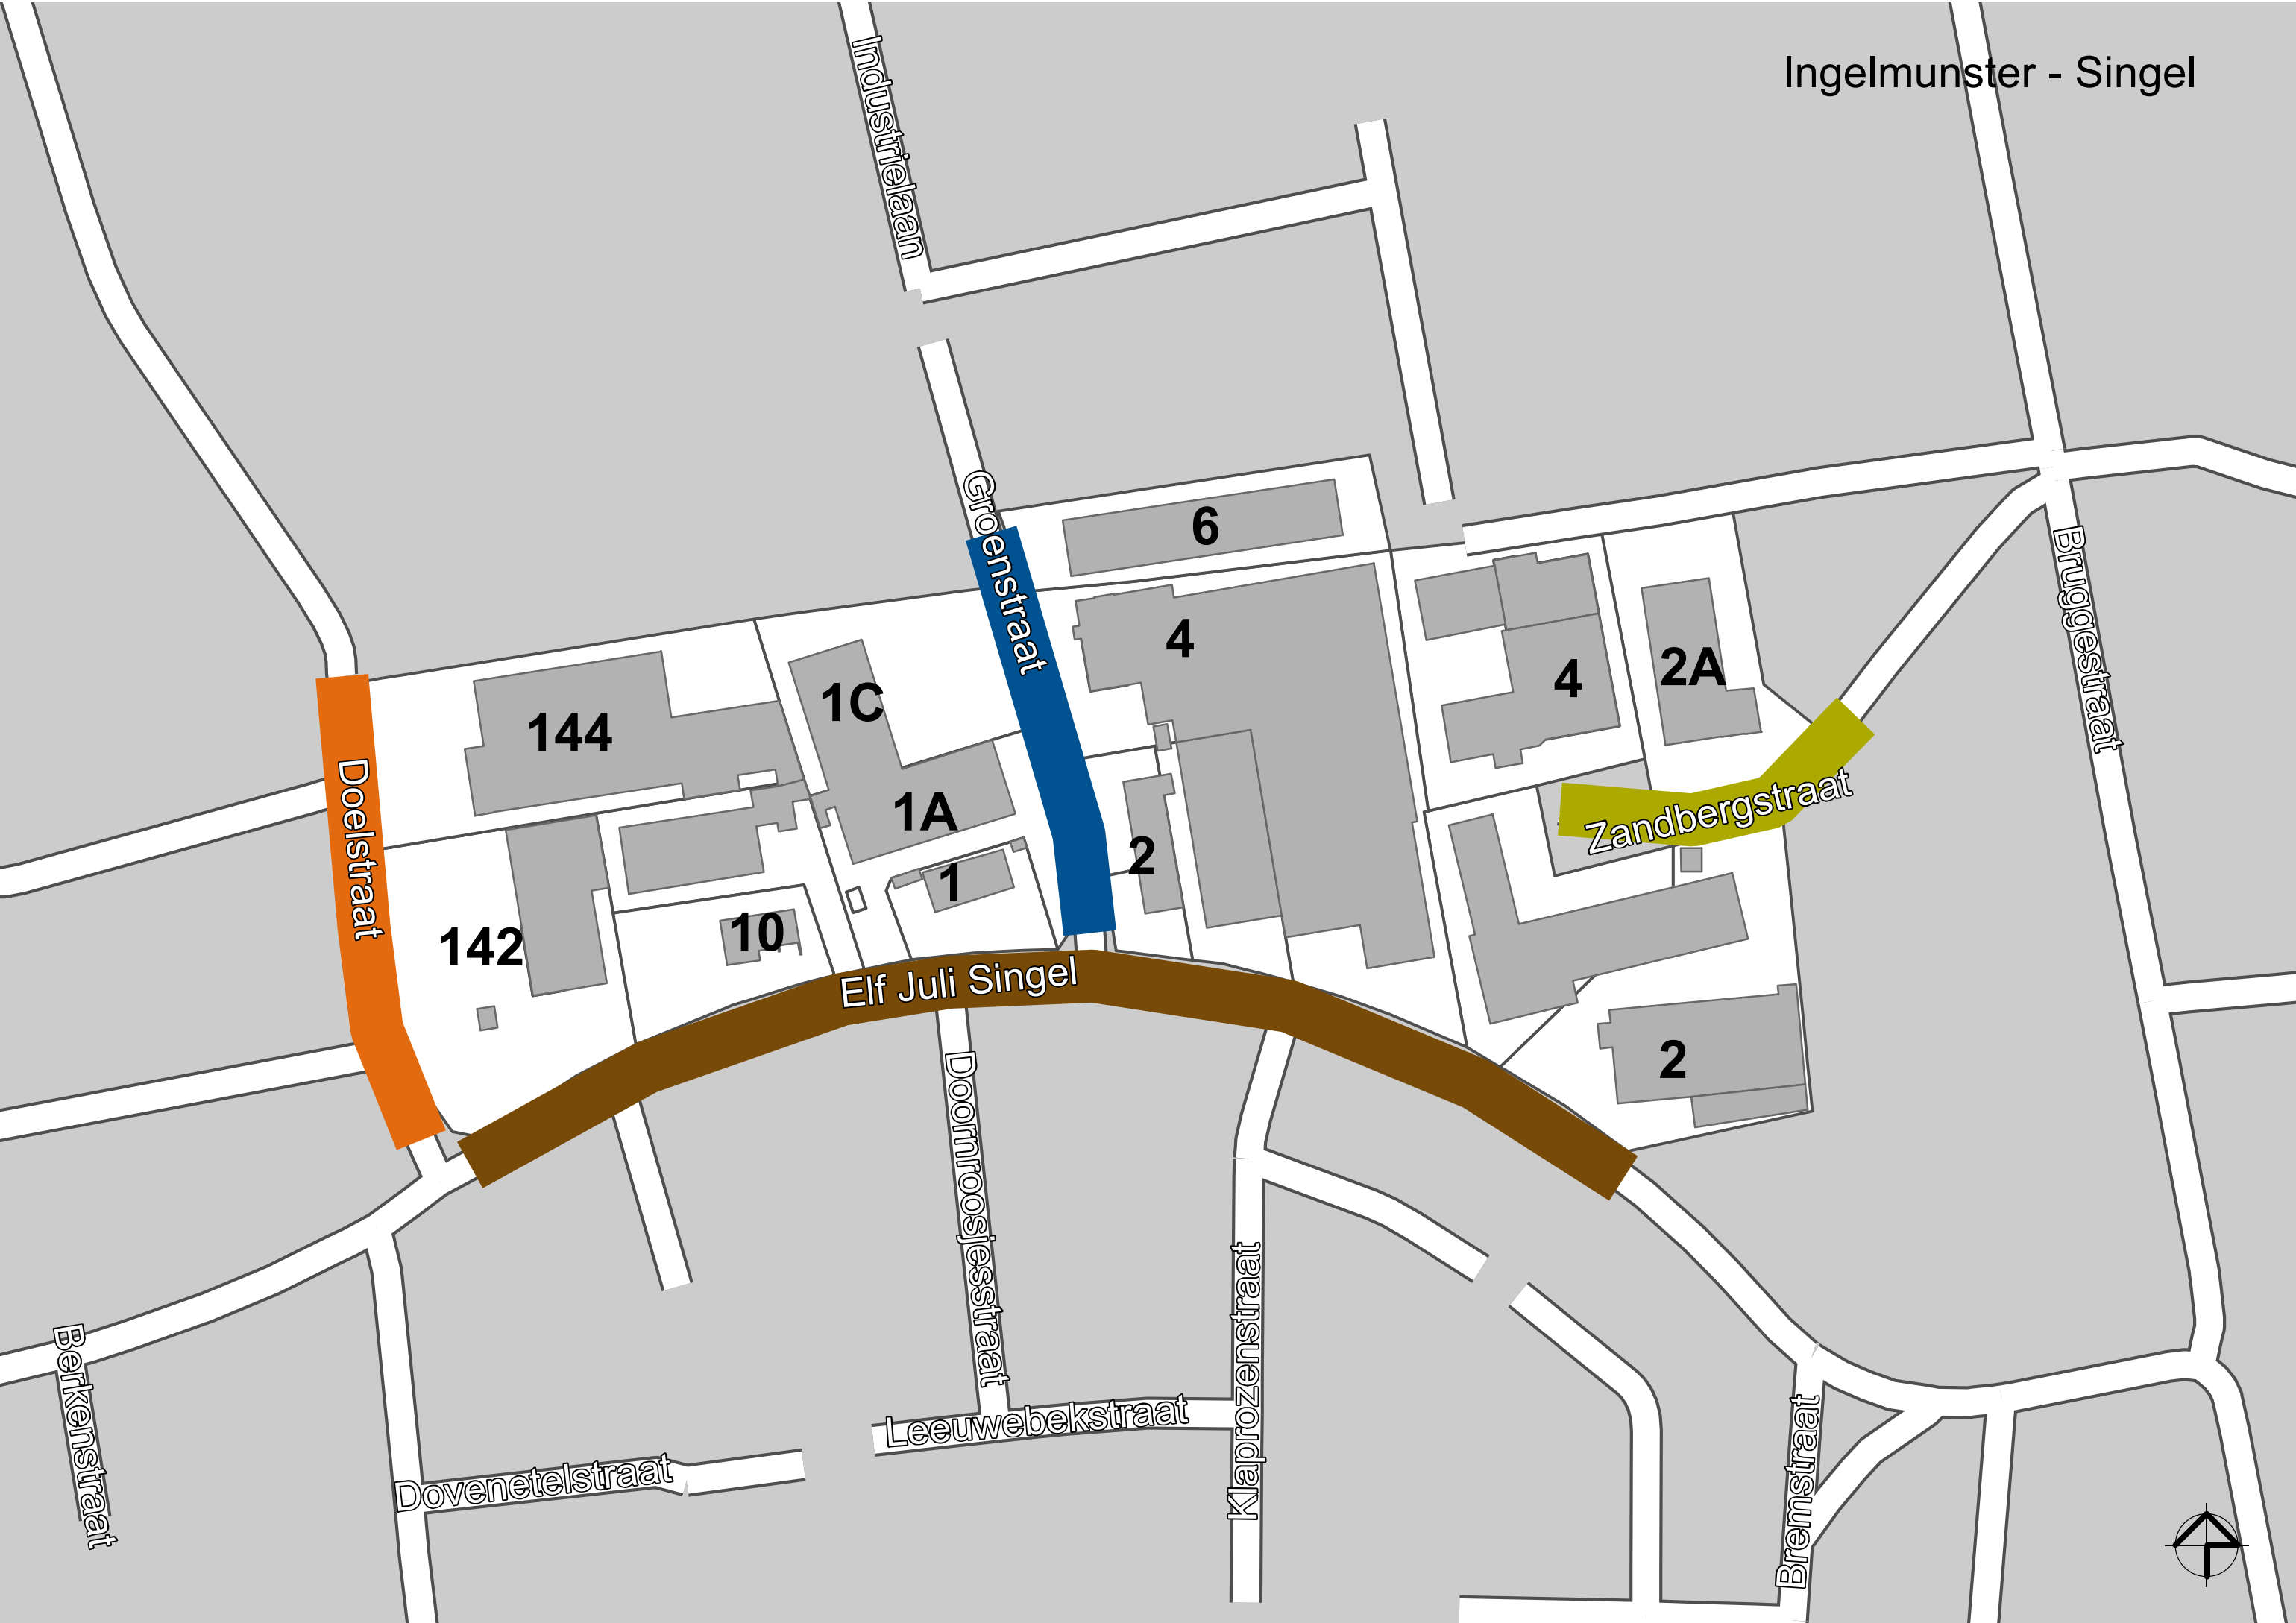 Ingelmunster - Singel
Industrielaan
Groenstraat
6
4
4
2A
Bruggestraat
144
1C
1A
Doelstraat
Zandbergstraat
2
1
142
10
Elf Juli Singel
2
Doornroosjesstraat
Klaprozenstraat
Berkenstraat
Leeuwebekstraat
Dovenetelstraat
Bremstraat